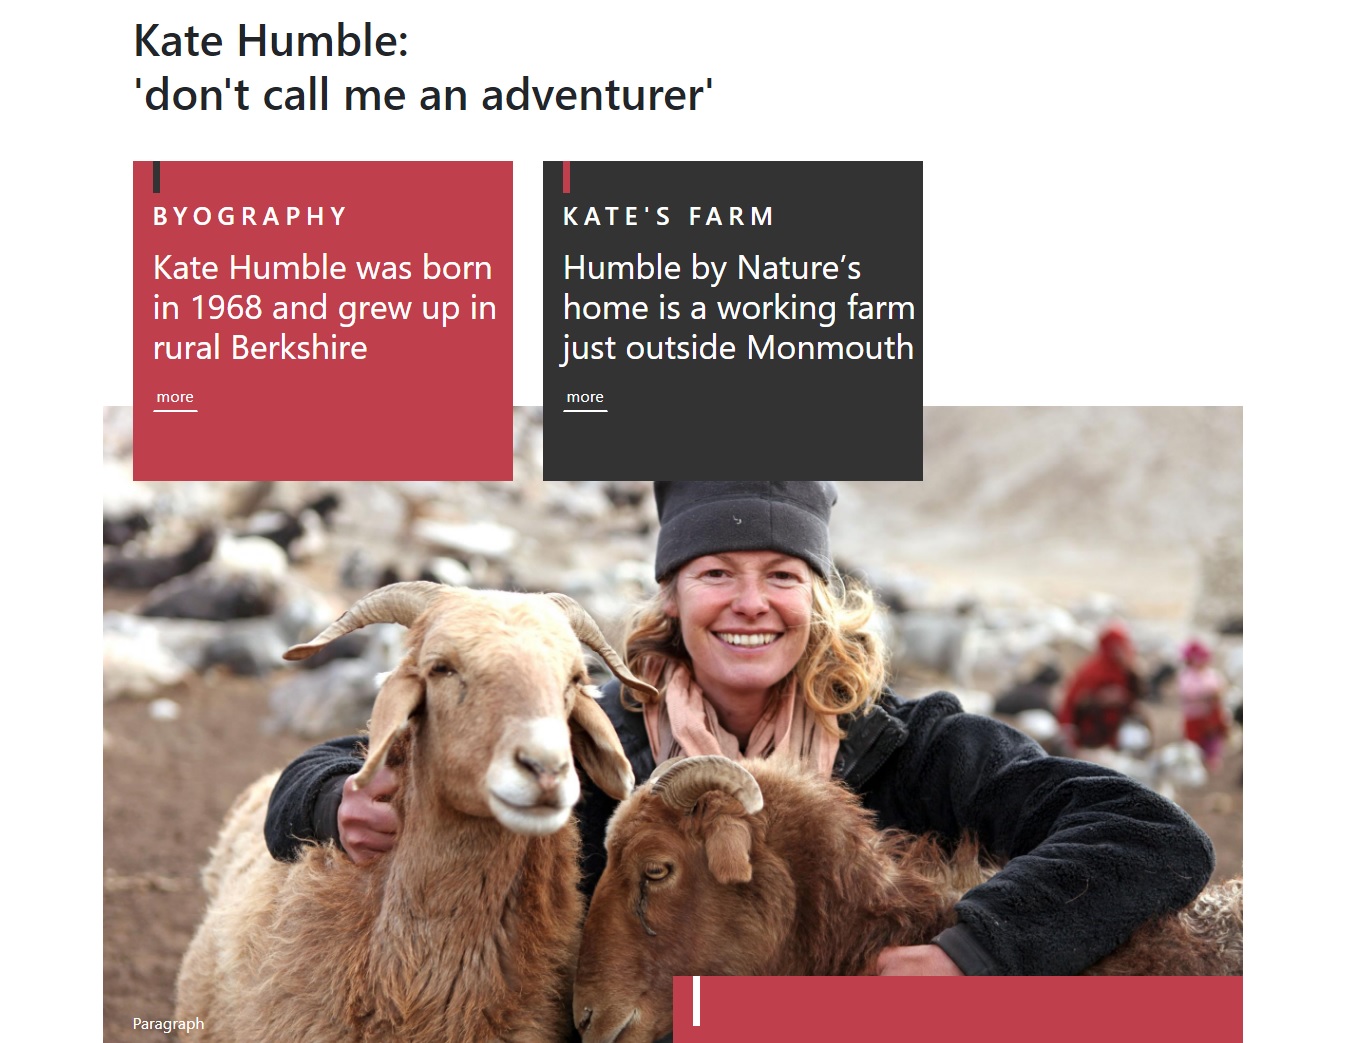 Kate Humble:
'don't call me an adventurer'
BYOGRAPHY
Kate Humble was born
in 1968 and grew up in
rural Berkshire
more
KATE'S FARM
Humble by Nature’s
home is a working farm
just outside Monmouth
more
Paragraph